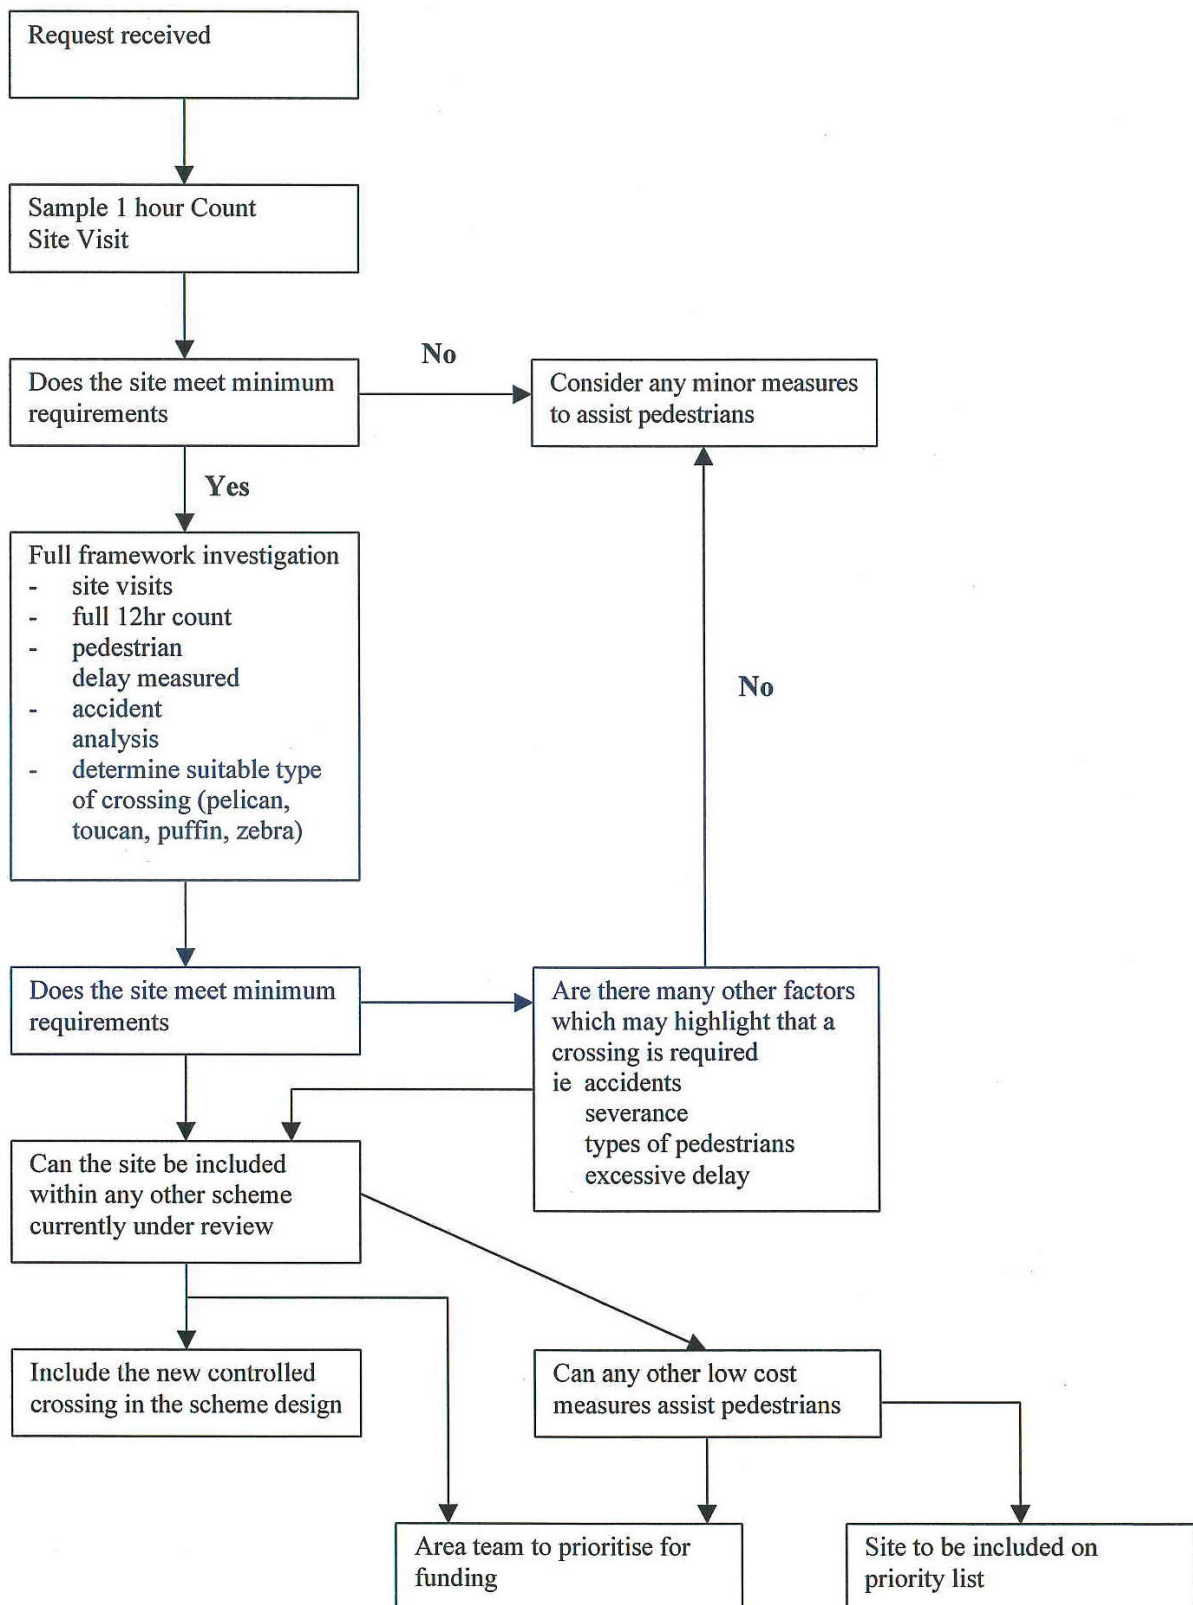 Request received
Sample 1 hour Count
Site Visit
No
Does the site meet minimum
requirements
Consider any minor measures
to assist pedestrians
Yes
Full framework investigation
- site visits
- full 12hr count
- pedestrian
delay measured
- accident
analysis
- determine suitable type
of crossing (pelican,
toucan, puffin, zebra)
No
Does the site meet minimum
requirements
Are there many other factors
which may highlight that a
crossing is required
ie accidents
severance
types of pedestrians
excessive delay
Can the site be included
within any other scheme
currently under review
Include the new controlled
crossing in the scheme design
Can any other low cost
measures assist pedestrians
Area team to prioritise for
funding
Site to be included on
priority list